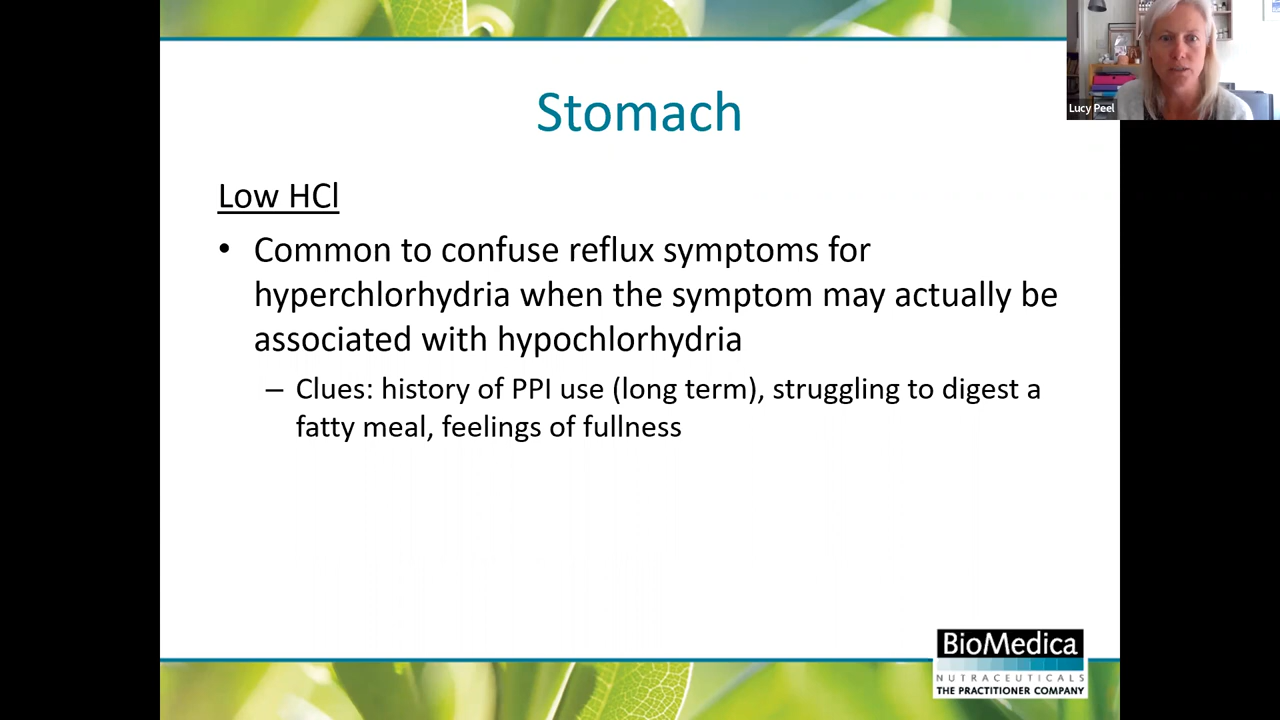 Lucy Peel
Stomach
Low HCl
• Common to confuse reflux symptoms for
hyperchlorhydria when the symptom may actually be
associated with hypochlorhydria
– Clues: history of PPI use (long term), struggling to digest a
fatty meal, feelings of fullness
BioMedica
NUTRACEUTICALS
THE PRACTITIONER COMPANY